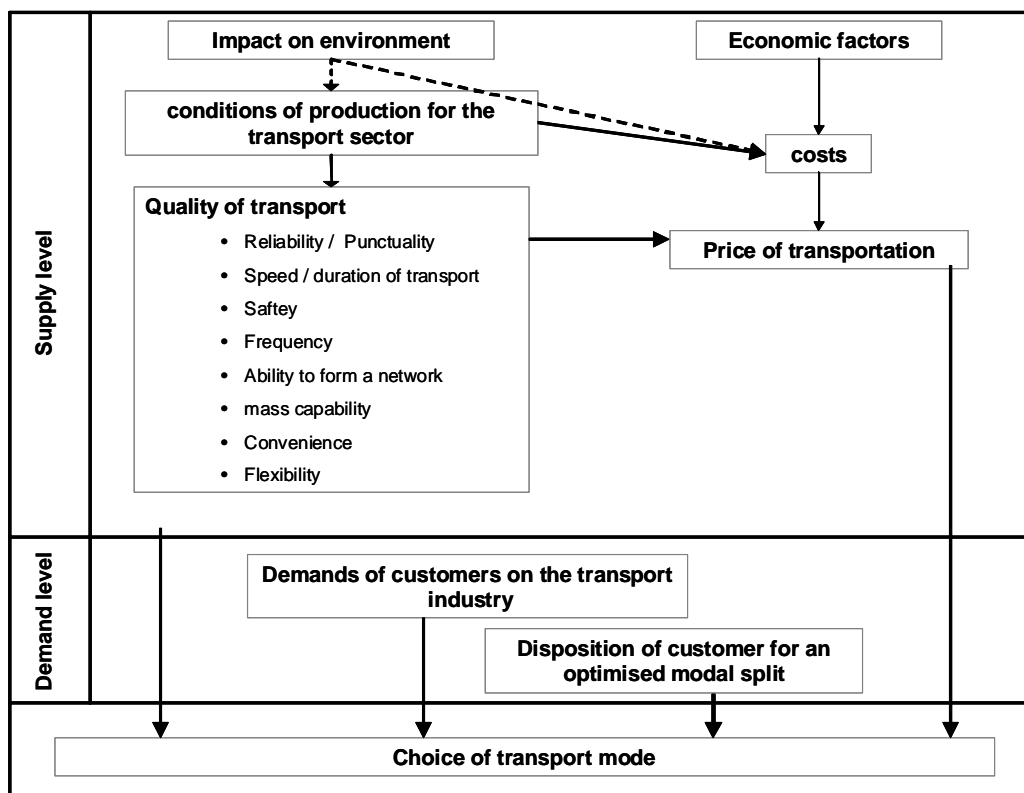 Impact on environment
Economic factors
conditions of production for the
transport sector
costs
Quality of transport
• Reliability / Punctuality
• Speed / duration of transport
• Saftey
• Frequency
• Ability to form a network
• mass capability
• Convenience
• Flexibility
Price of transportation
Supply level
Demands of customers on the transport
industry
Disposition of customer for an
optimised modal split
Demand level
Choice of transport mode